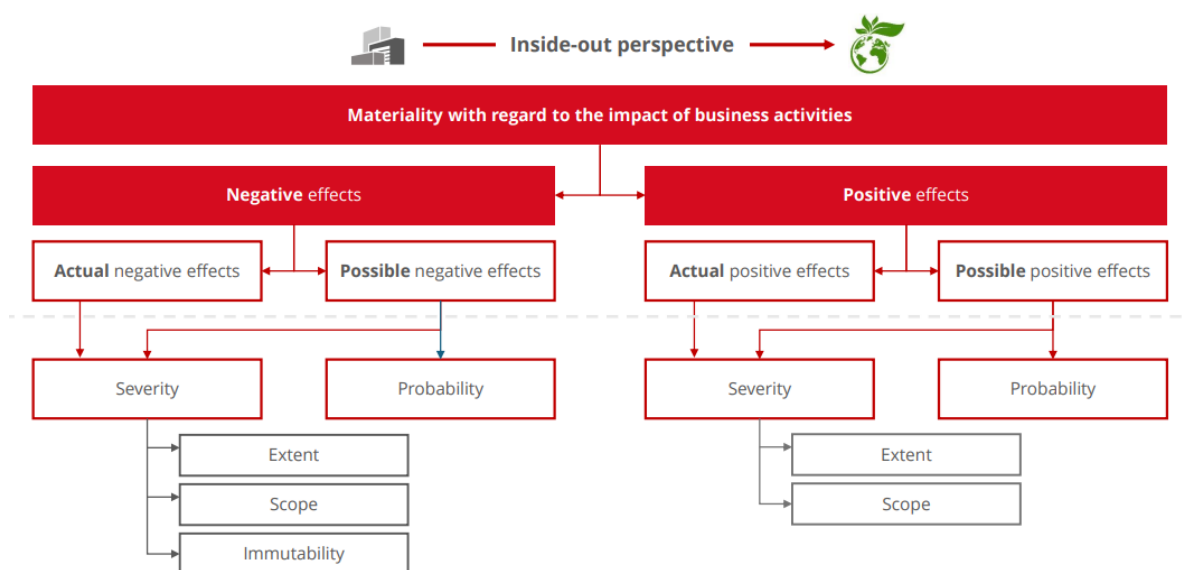 Inside-out perspective
Materiality with regard to the impact of business activities
Negative effects
Positive effects
Actual negative effects
Possible negative effects
Actual positive effects
Possible positive effects
Severity
Probability
Severity
Probability
Extent
Extent
Scope
Scope
Immutability